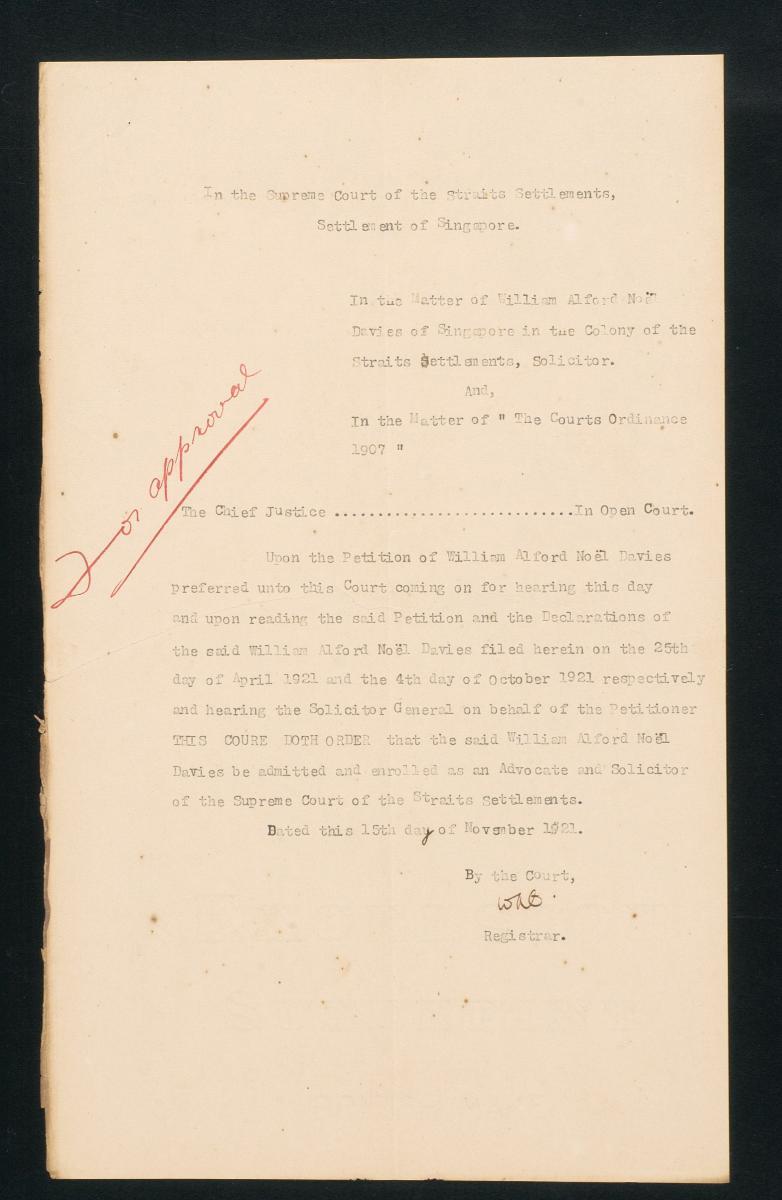 In the Supreme Court of the Straits Settlements,
Settlement of Singapore.
In the Matter of William Alford Noël
Davies of Singapore in the Colony of the
Straits Settlements, Solicitor.
And,
In the Matter of " The Courts Ordinance
1907 "
For approval
The Chief Justice ............................In Open Court.
Upon the Petition of William Alford Noël Davies
preferred unto this Court coming on for hearing this day
and upon reading the said Petition and the Declarations of
the said William Alford Noël Davies filed herein on the 25th
day of April 1921 and the 4th day of October 1921 respectively
and hearing the Solicitor General on behalf of the Petitioner
THIS COURE DOTH ORDER that the said William Alford Noël
Davies be admitted and enrolled as an Advocate and Solicitor
of the Supreme Court of the Straits Settlements.
Dated this 15th day of November 1921.
By the Court,
Registrar.